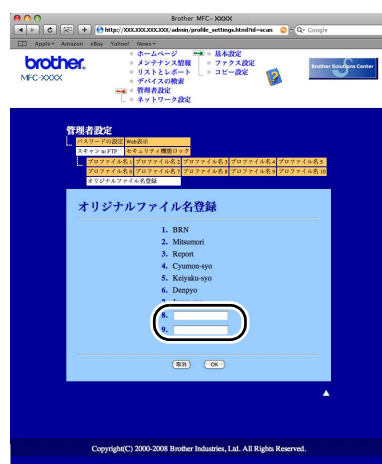 Brother MFC- XXXX
http://XXX.XXX.XXX.XXX/admin/profile_settings.html?id=scan
Google
Apple Amazon eBay Yahoo! News
brother
MFC-XXXX
ホームページ
メンテナンス情報
リストとレポート
デバイスの検索
管理者設定
ネットワーク設定
基本設定
ファクス設定
コピー設定
Brother Solutions Center
管理者設定
パスワードの設定 Web表示
スキャン to FTP セキュリティ機能ロック
プロファイル名1 プロファイル名2 プロファイル名3 プロファイル名4 プロファイル名5
プロファイル名6 プロファイル名7 プロファイル名8 プロファイル名9 プロファイル名10
オリジナルファイル名登録
オリジナルファイル名登録
1. BRN
2. Mitsumori
3. Report
4. Cyumon-syo
5. Keiyaku-syo
6. Denpyo
8.
9.
取消 OK
Copyright(C) 2000-2008 Brother Industries, Ltd. All Rights Reserved.